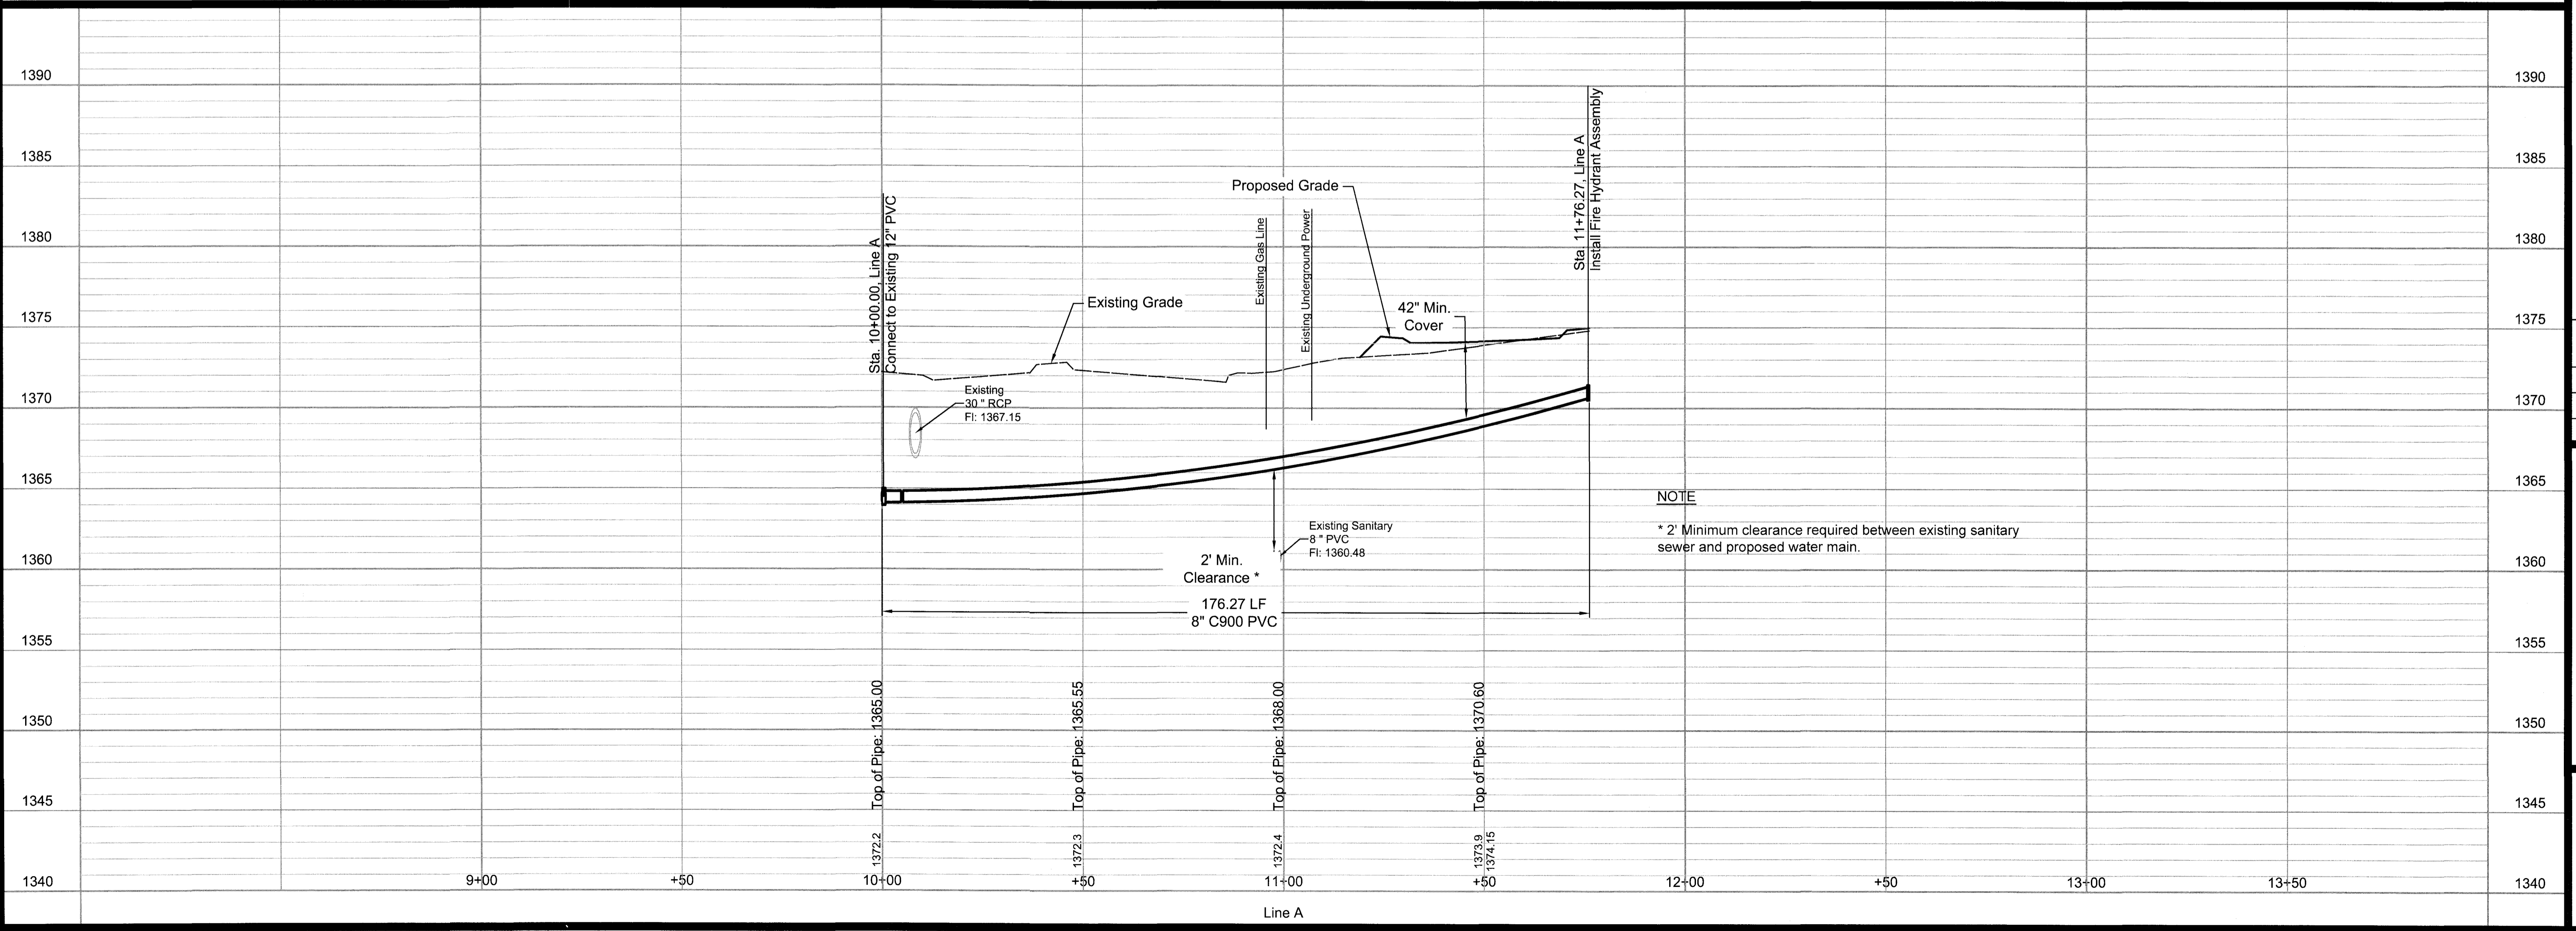 1390
1385
1380
1375
1370
1365
1360
1355
1350
1345
1340
1390
1385
1380
1375
1370
1365
1360
1355
1350
1345
1340
Sta. 10+00.00, Line A
Connect to Existing 12" PVC
Existing
30 " RCP
Fl: 1367.15
Existing Grade
Existing Gas Line
Existing Underground Power
Proposed Grade
42" Min.
Cover
Sta. 11+76.27, Line A
Install Fire Hydrant Assembly
Existing Sanitary
8 " PVC
Fl: 1360.48
2' Min.
Clearance *
176.27 LF
8" C900 PVC
NOTE
* 2' Minimum clearance required between existing sanitary
sewer and proposed water main.
Top of Pipe: 1365.00
Top of Pipe: 1365.55
Top of Pipe: 1368.00
Top of Pipe: 1370.60
1372.2
1372.3
1372.4
1373.9
1374.15
9+00
+50
10+00
+50
11+00
+50
12+00
+50
13+00
13+50
Line A